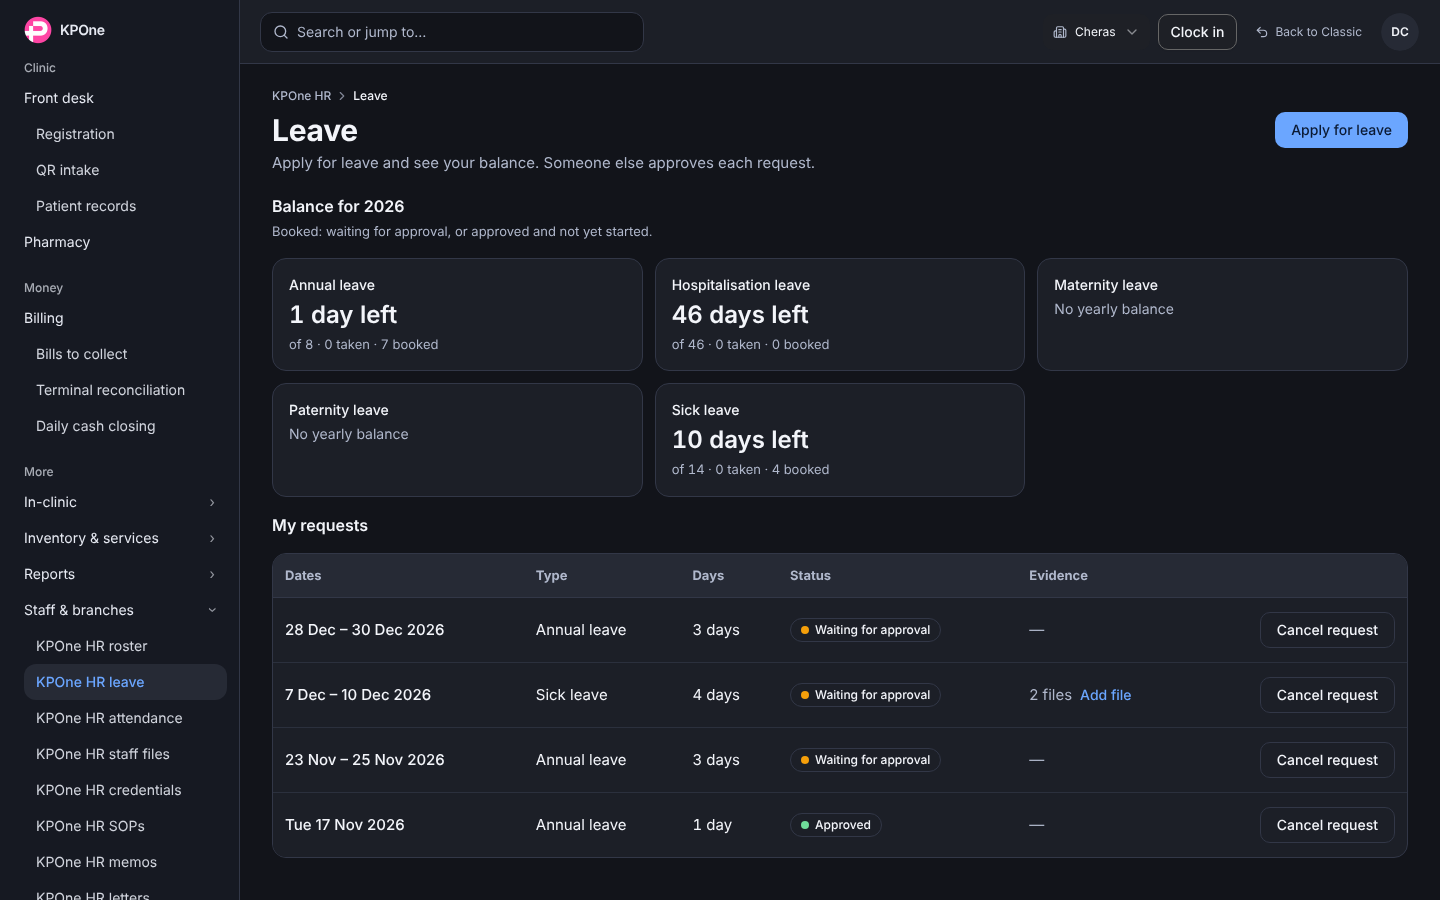 KPOne
Search or jump to...
Cheras
Clock in
Back to Classic
DC
Clinic
Front desk
Registration
QR intake
Patient records
Pharmacy
Money
Billing
Bills to collect
Terminal reconciliation
Daily cash closing
More
In-clinic
Inventory & services
Reports
Staff & branches
KPOne HR roster
KPOne HR leave
KPOne HR attendance
KPOne HR staff files
KPOne HR credentials
KPOne HR SOPs
KPOne HR memos
KPOne HR letters
KPOne HR > Leave
Leave
Apply for leave
Apply for leave and see your balance. Someone else approves each request.
Balance for 2026
Booked: waiting for approval, or approved and not yet started.
Annual leave
1 day left
of 8 · 0 taken · 7 booked
Hospitalisation leave
46 days left
of 46 · 0 taken · 0 booked
Maternity leave
No yearly balance
Paternity leave
No yearly balance
Sick leave
10 days left
of 14 · 0 taken · 4 booked
My requests
Dates Type Days Status Evidence
28 Dec – 30 Dec 2026 Annual leave 3 days Waiting for approval — Cancel request
7 Dec – 10 Dec 2026 Sick leave 4 days Waiting for approval 2 files Add file Cancel request
23 Nov – 25 Nov 2026 Annual leave 3 days Waiting for approval — Cancel request
Tue 17 Nov 2026 Annual leave 1 day Approved — Cancel request